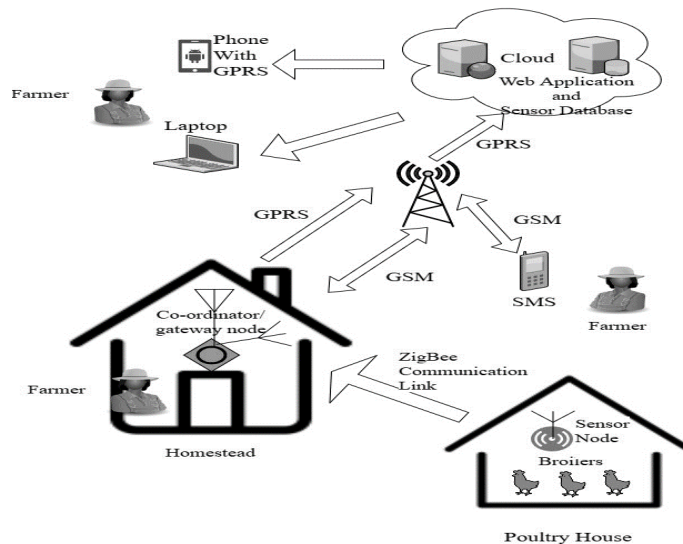 Phone
With
GPRS
Cloud
Web Application
and
Sensor Database
Farmer
Laptop
GPRS
GPRS
GSM
GSM
SMS
Farmer
Co-ordinator/
gateway node
Farmer
ZigBee
Communication
Link
Homestead
Sensor
Node
Broilers
Poultry House